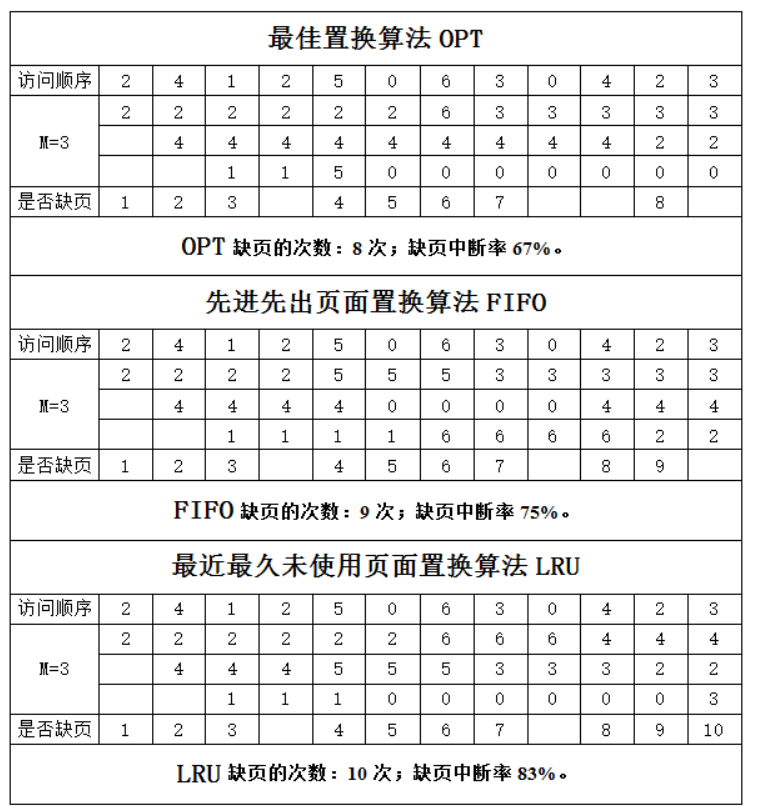 最佳置换算法 OPT
访问顺序 2 4 1 2 5 0 6 3 0 4 2 3
2 2 2 2 2 2 6 3 3 3 3 3
M=3 4 4 4 4 4 4 4 4 4 2 2
1 1 5 0 0 0 0 0 0 0
是否缺页 1 2 3 4 5 6 7 8
OPT 缺页的次数：8 次；缺页中断率 67%。
先进先出页面置换算法 FIFO
访问顺序 2 4 1 2 5 0 6 3 0 4 2 3
2 2 2 2 5 5 5 3 3 3 3 3
M=3 4 4 4 4 0 0 0 0 4 4 4
1 1 1 1 6 6 6 6 2 2
是否缺页 1 2 3 4 5 6 7 8 9
FIFO 缺页的次数：9 次；缺页中断率 75%。
最近最久未使用页面置换算法 LRU
访问顺序 2 4 1 2 5 0 6 3 0 4 2 3
2 2 2 2 2 2 6 6 6 4 4 4
M=3 4 4 4 5 5 5 3 3 3 2 2
1 1 1 0 0 0 0 0 0 3
是否缺页 1 2 3 4 5 6 7 8 9 10
LRU 缺页的次数：10 次；缺页中断率 83%。